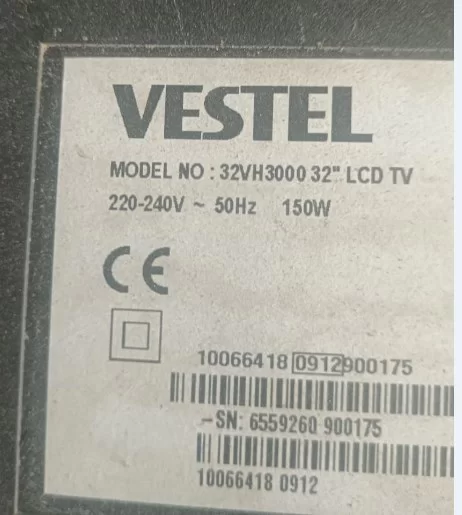 VESTEL
MODEL NO : 32VH3000 32" LCD TV
220-240V ~ 50Hz 150W
CE
10066418 0912 900175
-SN: 6559260 900175
10066418 0912